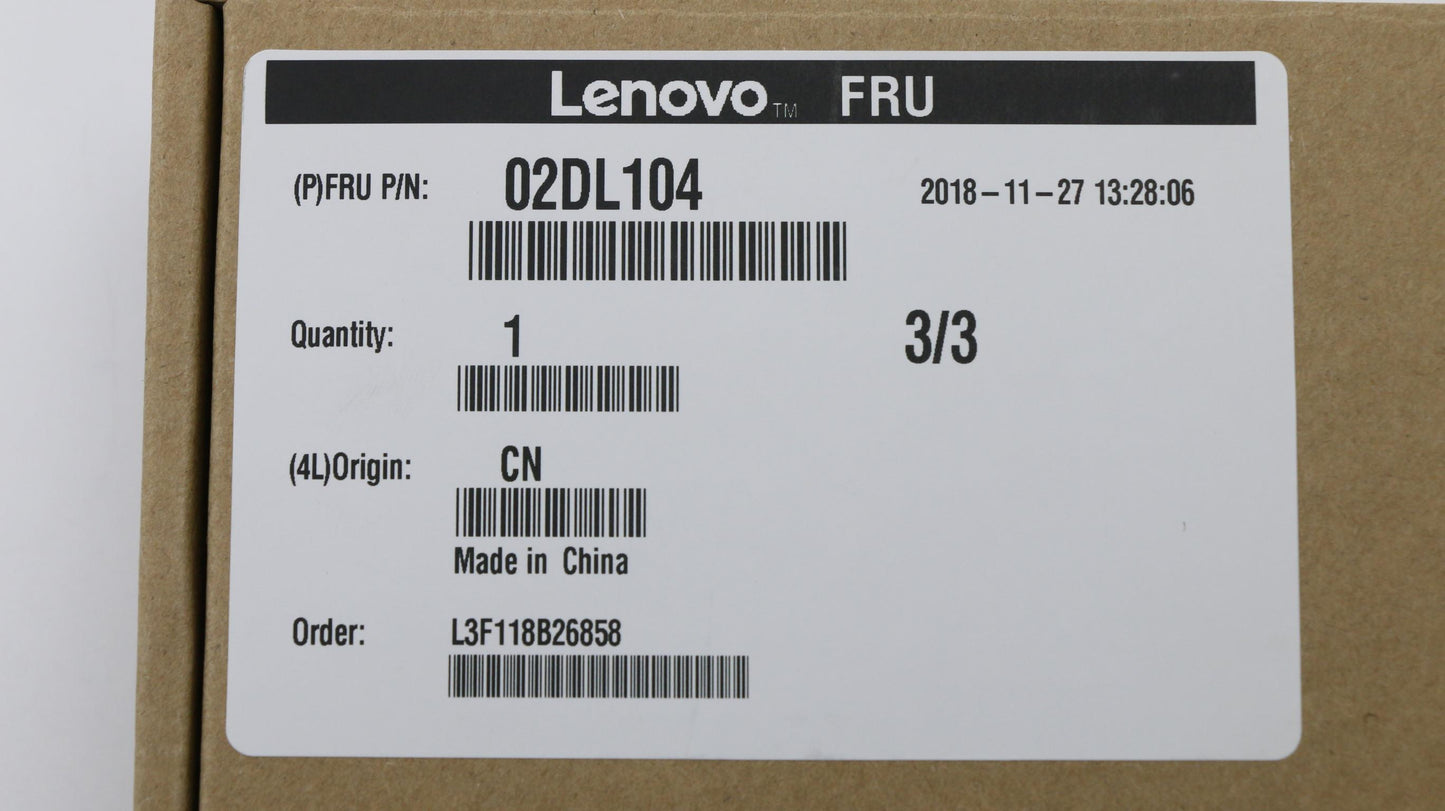 Lenovo™ FRU
(P)FRU P/N: 02DL104 2018-11-27 13:28:06
Quantity: 1 3/3
(4L)Origin: CN
Made in China
Order: L3F118B26858